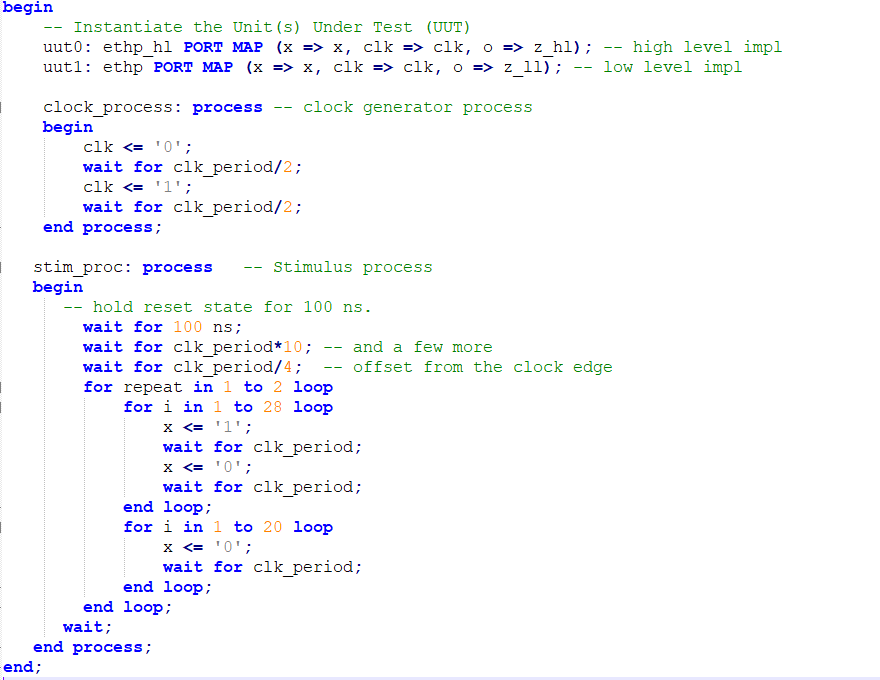 begin
-- Instantiate the Unit(s) Under Test (UUT)
uut0: ethp_hl PORT MAP (x => x, clk => clk, o => z_hl); -- high level impl
uut1: ethp PORT MAP (x => x, clk => clk, o => z_ll); -- low level impl
clock_process: process -- clock generator process
begin
clk <= '0';
wait for clk_period/2;
clk <= '1';
wait for clk_period/2;
end process;
stim_proc: process -- Stimulus process
begin
-- hold reset state for 100 ns.
wait for 100 ns;
wait for clk_period*10; -- and a few more
wait for clk_period/4; -- offset from the clock edge
for repeat in 1 to 2 loop
for i in 1 to 28 loop
x <= '1';
wait for clk_period;
x <= '0';
wait for clk_period;
end loop;
for i in 1 to 20 loop
x <= '0';
wait for clk_period;
end loop;
end loop;
wait;
end process;
end;